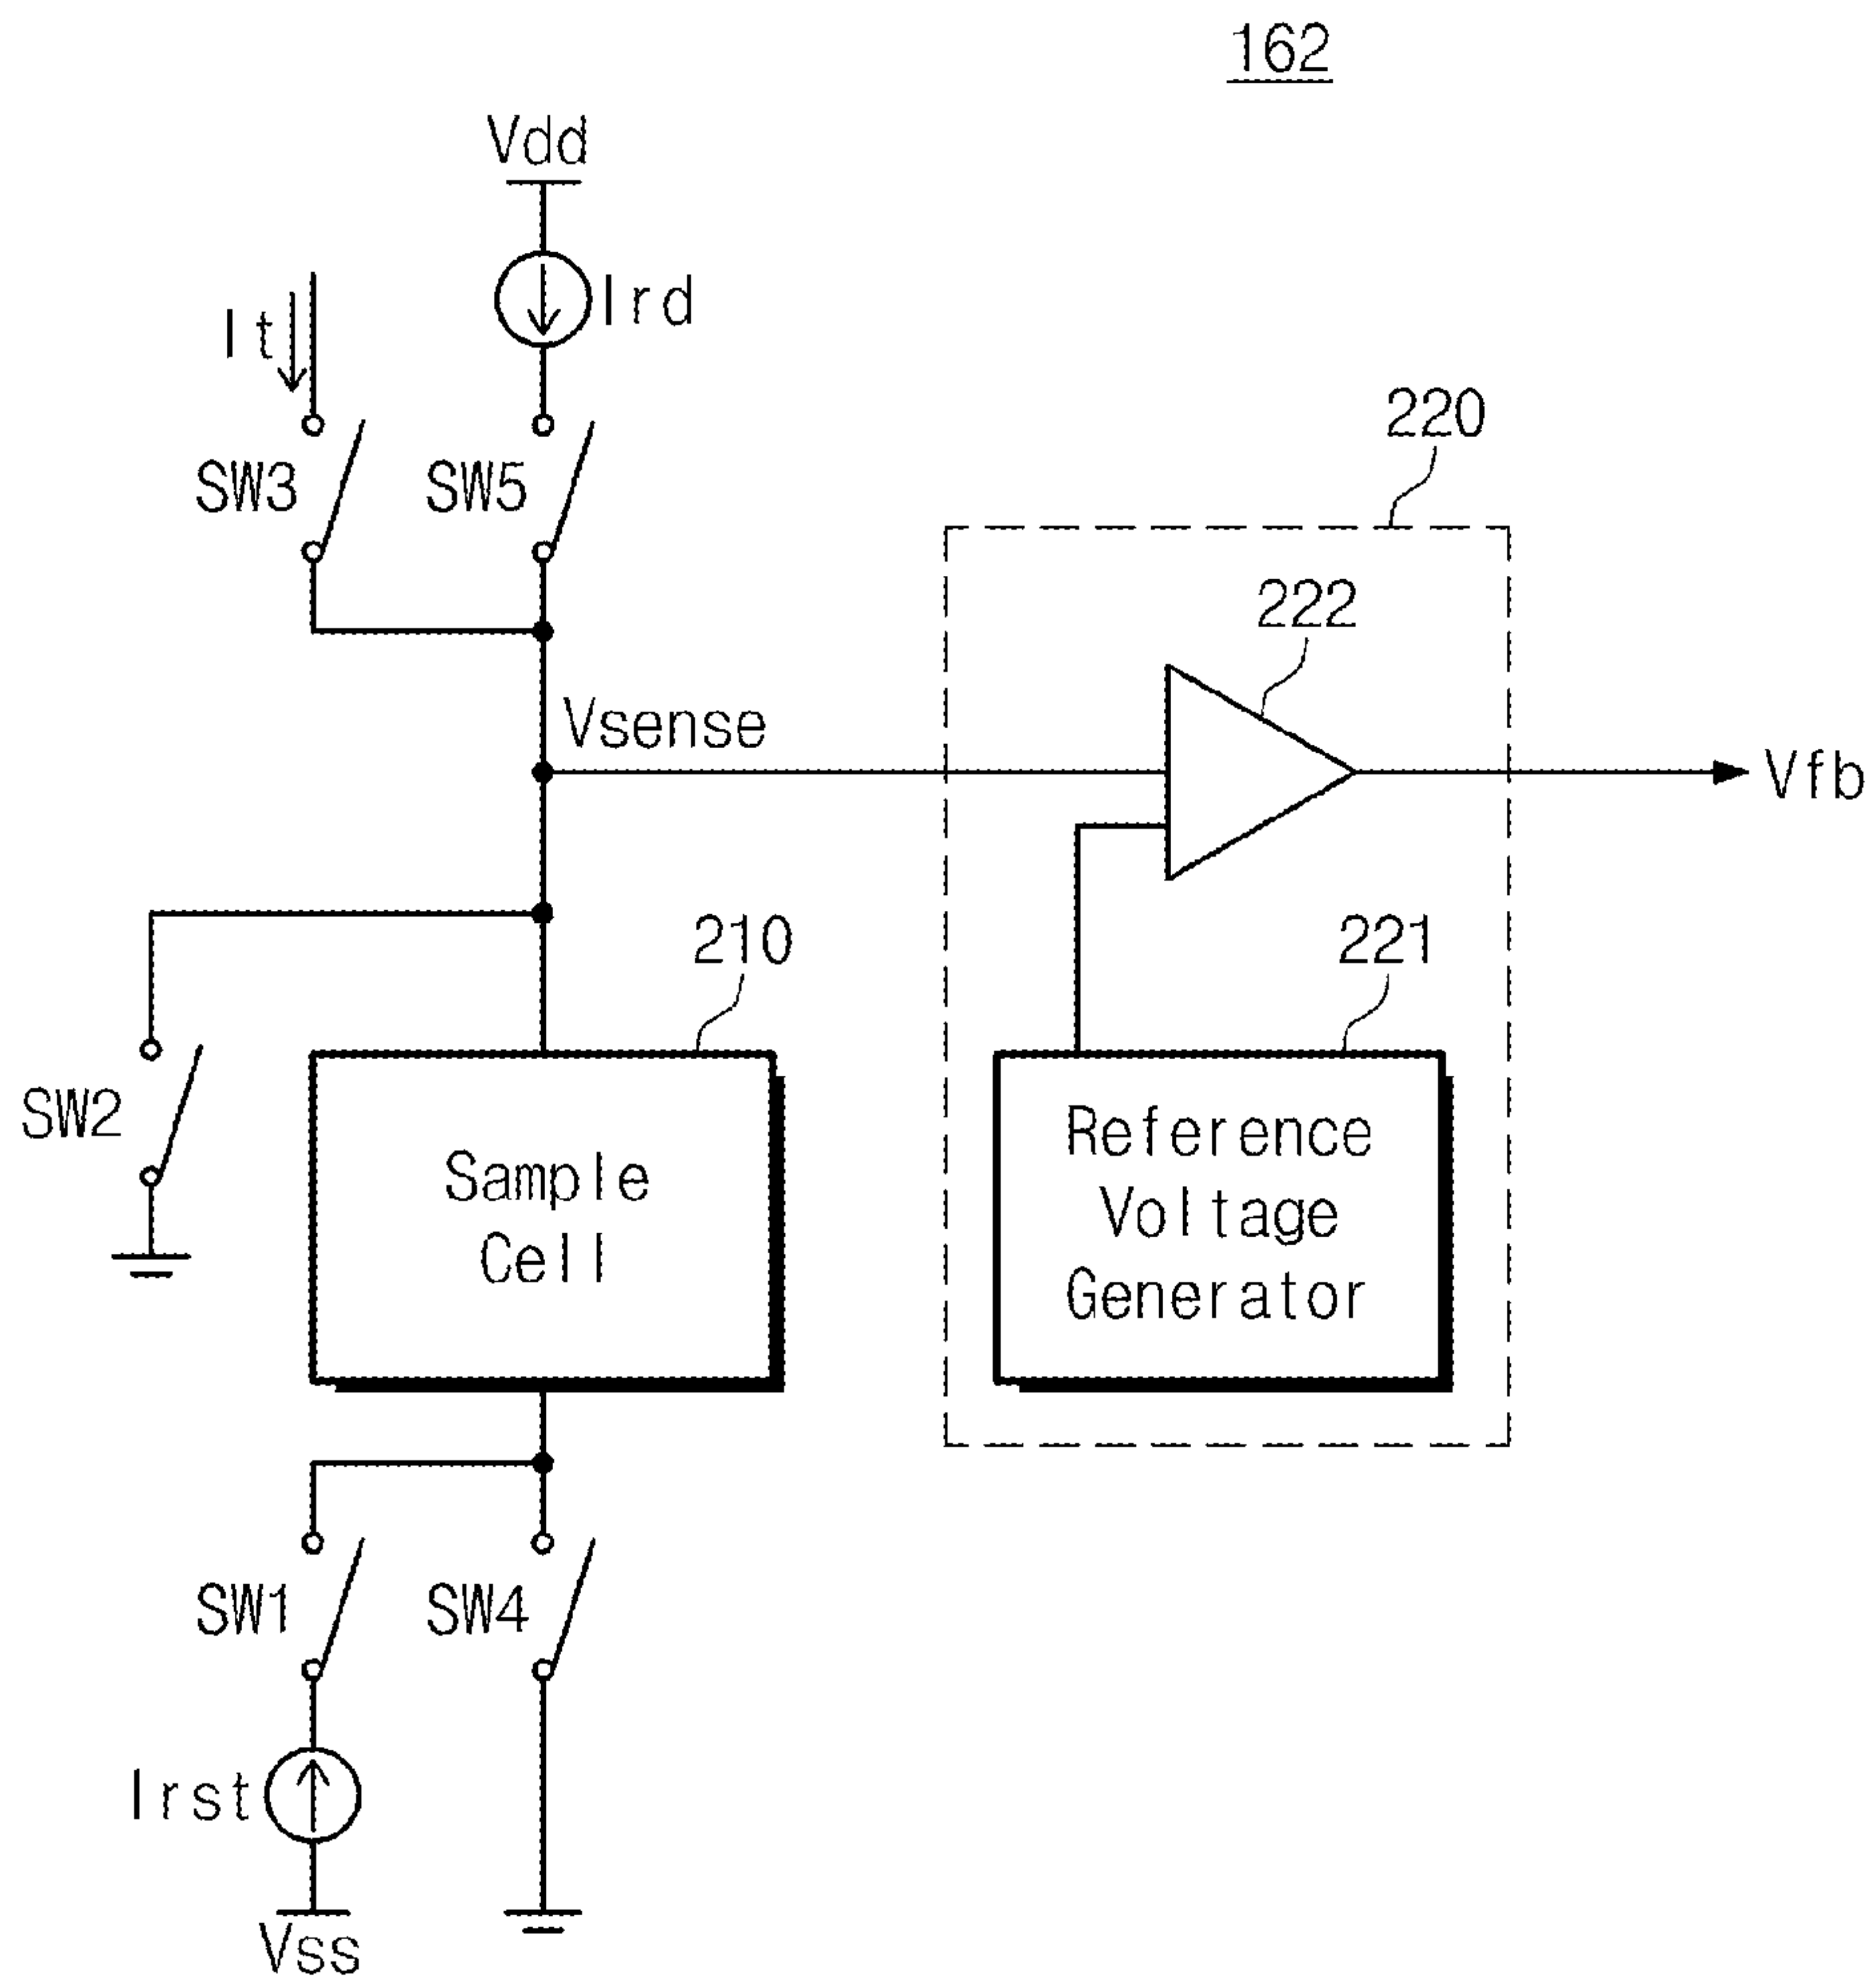 162
Vdd
It
Ird
220
SW3
SW5
222
Vsense
Vfb
210
221
SW2
Sample
Cell
Reference
Voltage
Generator
SW1
SW4
Irst
Vss